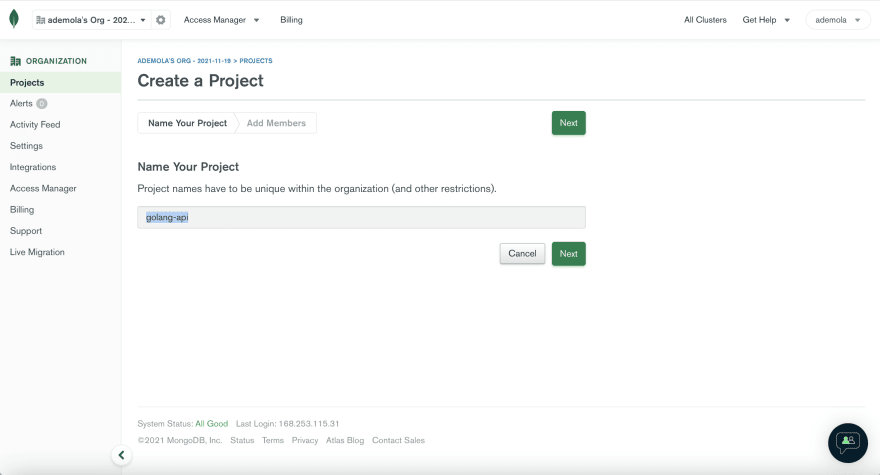 ademola's Org - 202...
Access Manager
Billing
All Clusters
Get Help
ademola
ORGANIZATION
Projects
Alerts 0
Activity Feed
Settings
Integrations
Access Manager
Billing
Support
Live Migration
ADEMOLA'S ORG - 2021-11-19 > PROJECTS
Create a Project
Name Your Project
Add Members
Next
Name Your Project
Project names have to be unique within the organization (and other restrictions).
golang-api
Cancel
Next
System Status: All Good Last Login: 168.253.115.31
©2021 MongoDB, Inc. Status Terms Privacy Atlas Blog Contact Sales